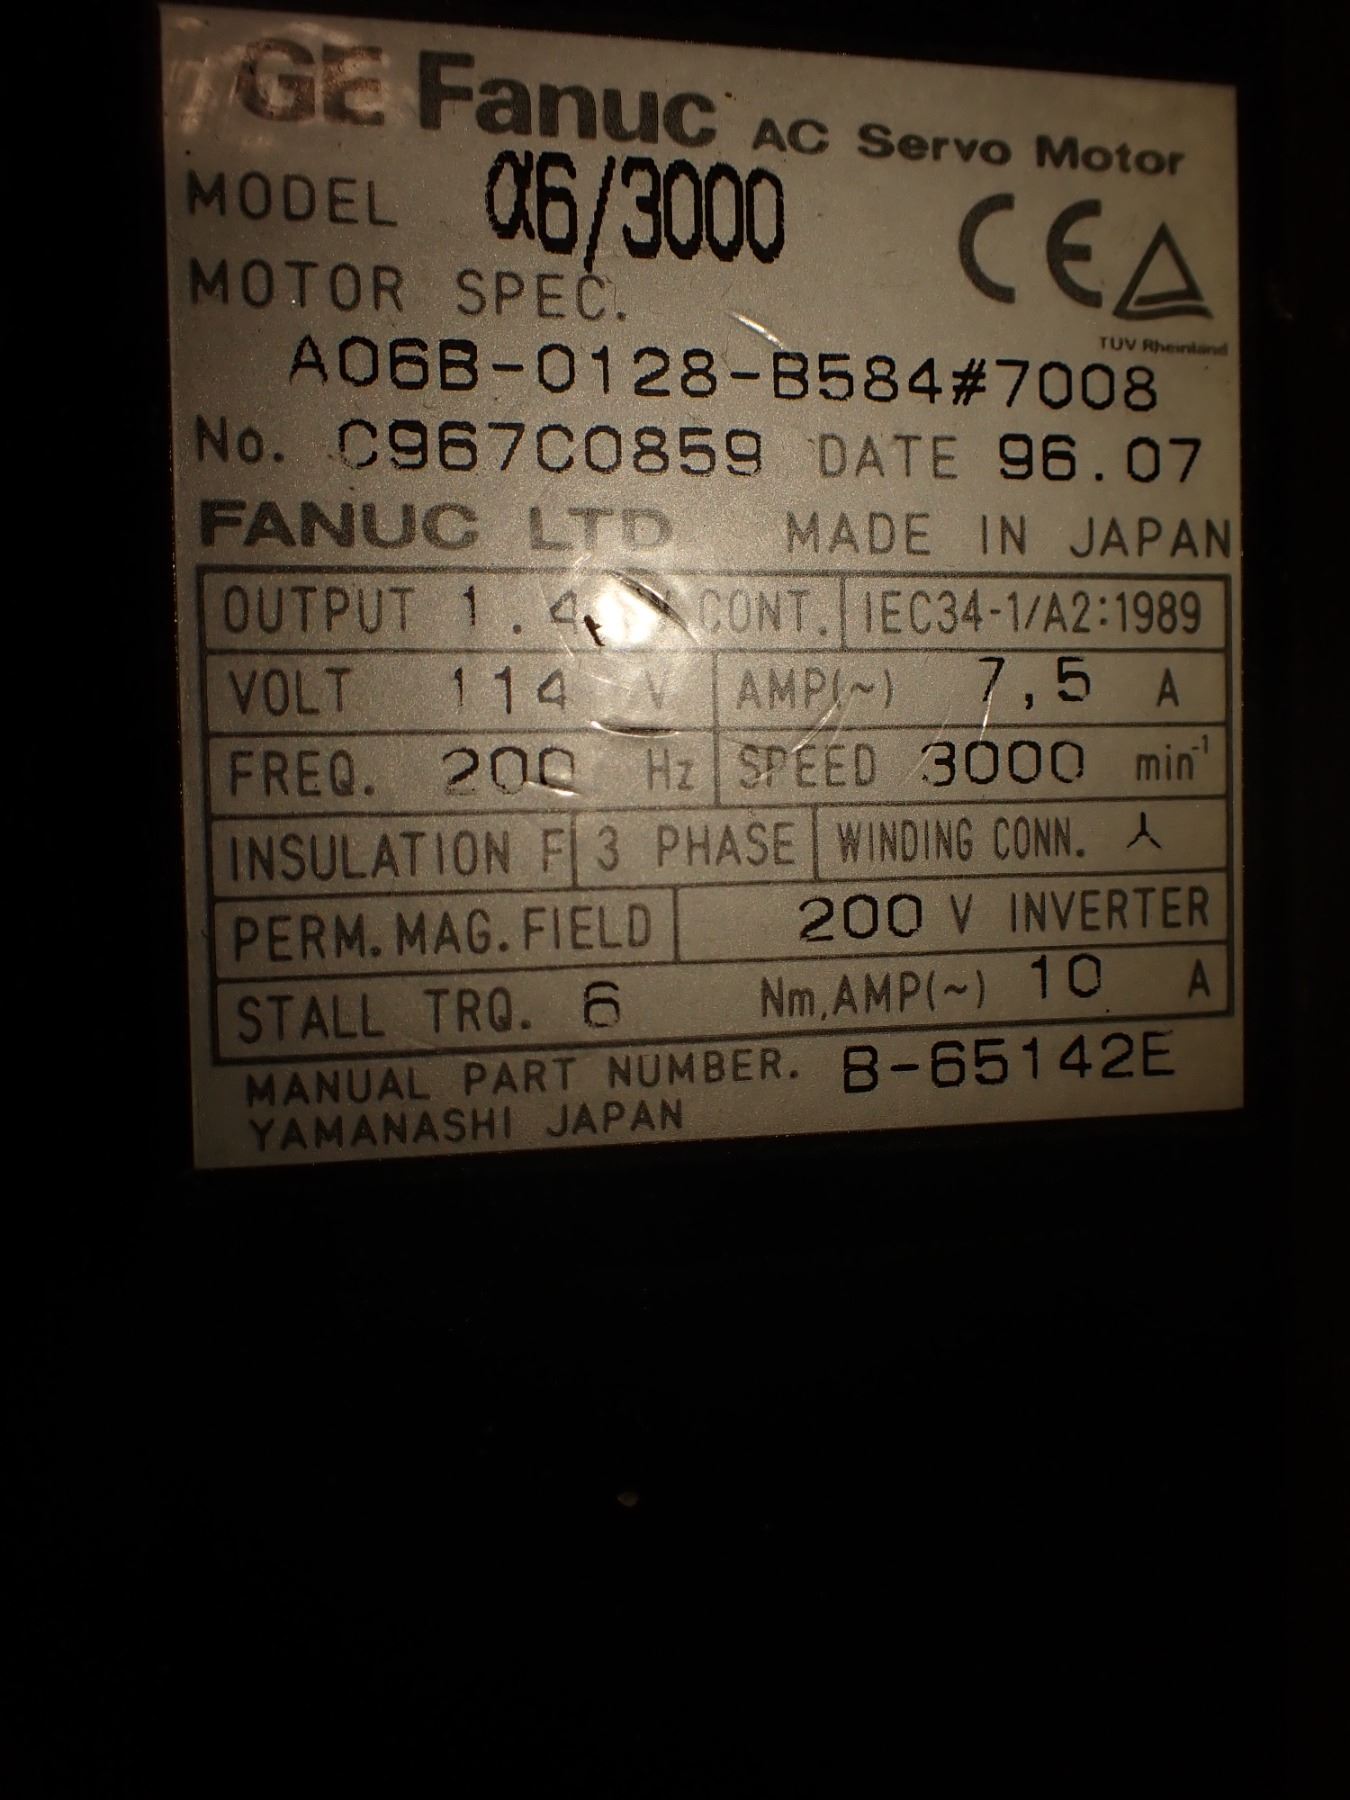 GE Fanuc AC Servo Motor
MODEL α6/3000
CE
MOTOR SPEC.
TUV Rheinland
A06B-0128-B584#7008
No. C967C0859 DATE 96.07
FANUC LTD MADE IN JAPAN
OUTPUT 1.4 CONT. IEC34-1/A2:1989
VOLT 114 V AMP(~) 7,5 A
FREQ. 200 Hz SPEED 3000 min⁻¹
INSULATION F 3 PHASE WINDING CONN. ⅄
PERM.MAG.FIELD 200 V INVERTER
STALL TRQ. 6 Nm,AMP(~) 10 A
MANUAL PART NUMBER. B-65142E
YAMANASHI JAPAN